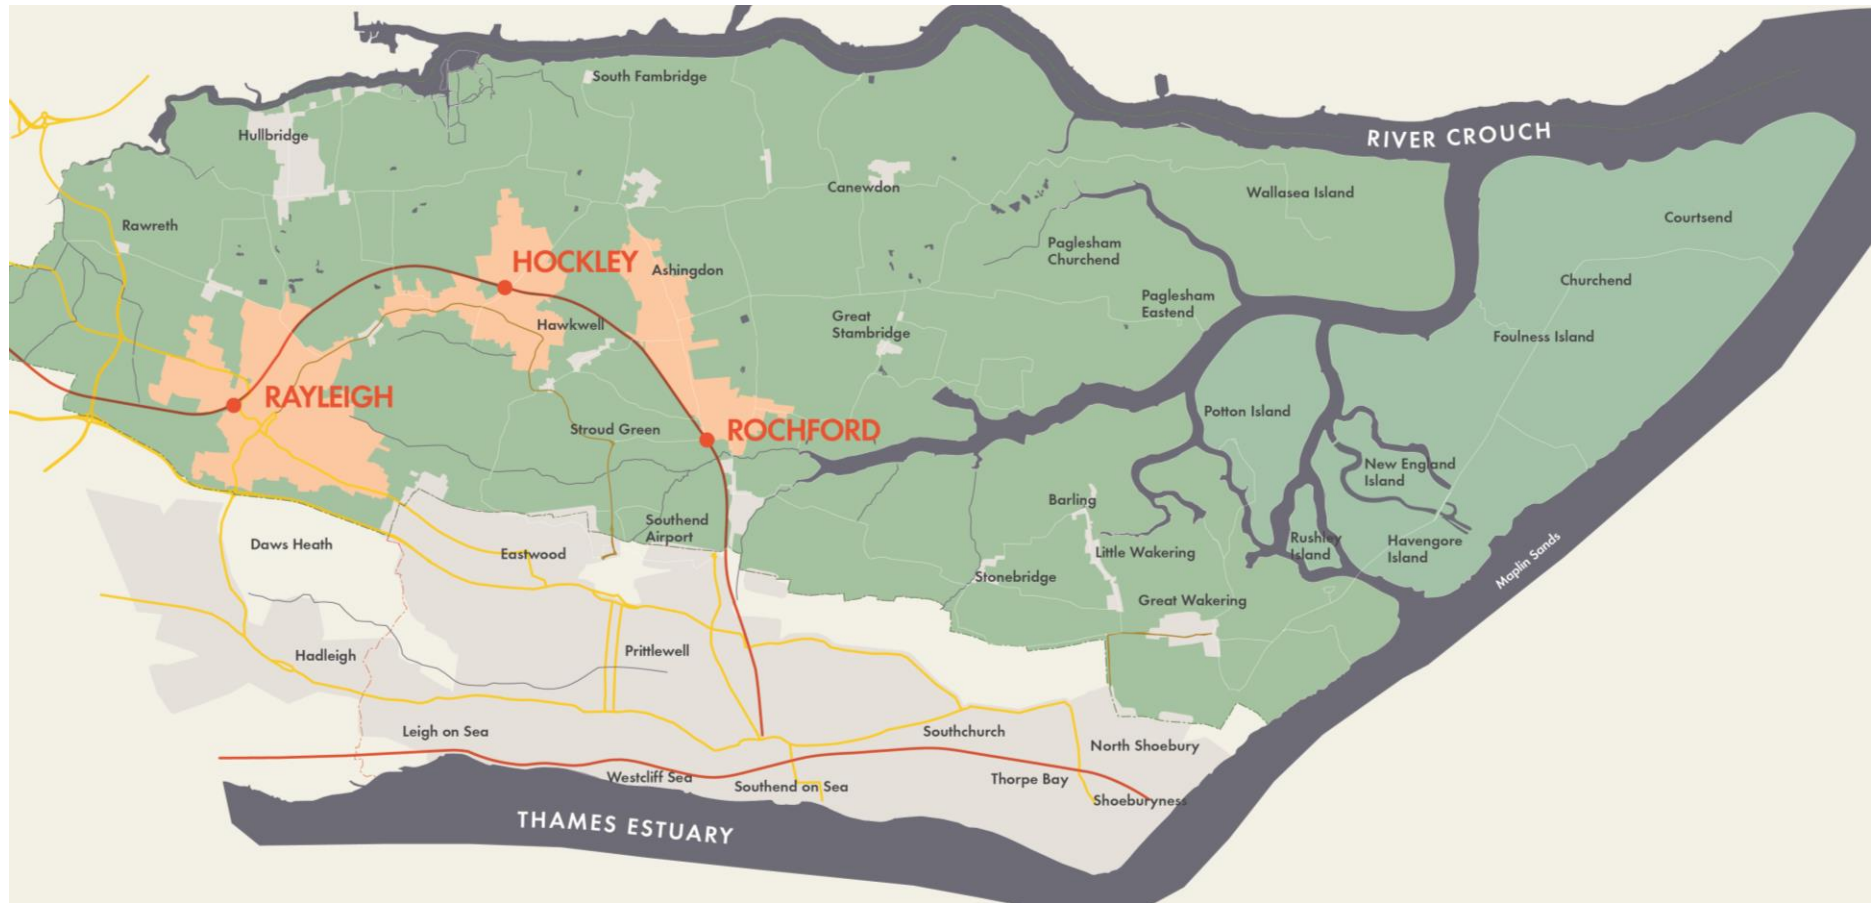 South Fambridge
Hullbridge
RIVER CROUCH
Canewdon
Wallasea Island
Rawreth
Courtsend
HOCKLEY
Ashingdon
Paglesham
Churchend
Churchend
Paglesham
Eastend
Hawkwell
Great
Stambridge
Foulness Island
RAYLEIGH
Potton Island
Stroud Green
ROCHFORD
New England
Island
Barling
Southend
Airport
Daws Heath
Eastwood
Little Wakering
Rushley
Island
Havengore
Island
Maplin Sands
Stonebridge
Great Wakering
Hadleigh
Prittlewell
Leigh on Sea
Southchurch
North Shoebury
Westcliff Sea
Southend on Sea
Thorpe Bay
Shoeburyness
THAMES ESTUARY